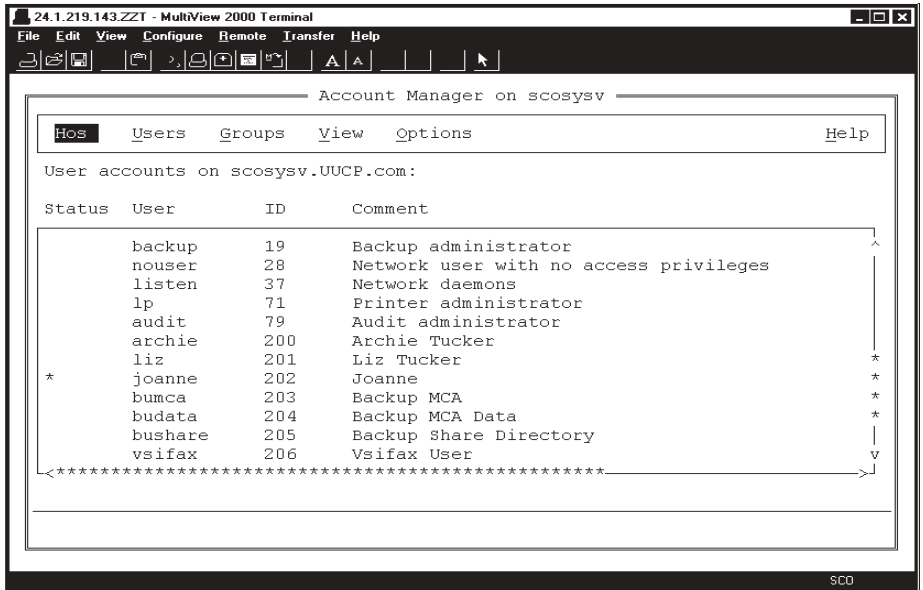 24.1.219.143.ZZT - MultiView 2000 Terminal
File Edit View Configure Remote Transfer Help
A A
Account Manager on scosysv
Hos Users Groups View Options Help
User accounts on scosysv.UUCP.com:
Status User ID Comment
backup 19 Backup administrator ^
nouser 28 Network user with no access privileges
listen 37 Network daemons
lp 71 Printer administrator
audit 79 Audit administrator
archie 200 Archie Tucker
liz 201 Liz Tucker *
* joanne 202 Joanne *
bumca 203 Backup MCA *
budata 204 Backup MCA Data *
bushare 205 Backup Share Directory
vsifax 206 Vsifax User v
<***************************************************>
SCO